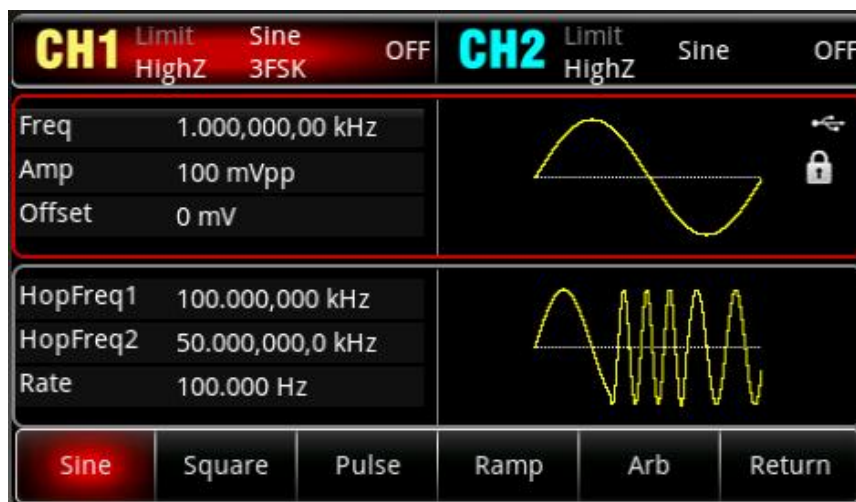 CH1 Limit Sine OFF CH2 Limit Sine OFF
HighZ 3FSK HighZ
Freq 1.000,000,00 kHz
Amp 100 mVpp
Offset 0 mV
HopFreq1 100.000,000 kHz
HopFreq2 50.000,000,0 kHz
Rate 100.000 Hz
Sine Square Pulse Ramp Arb Return